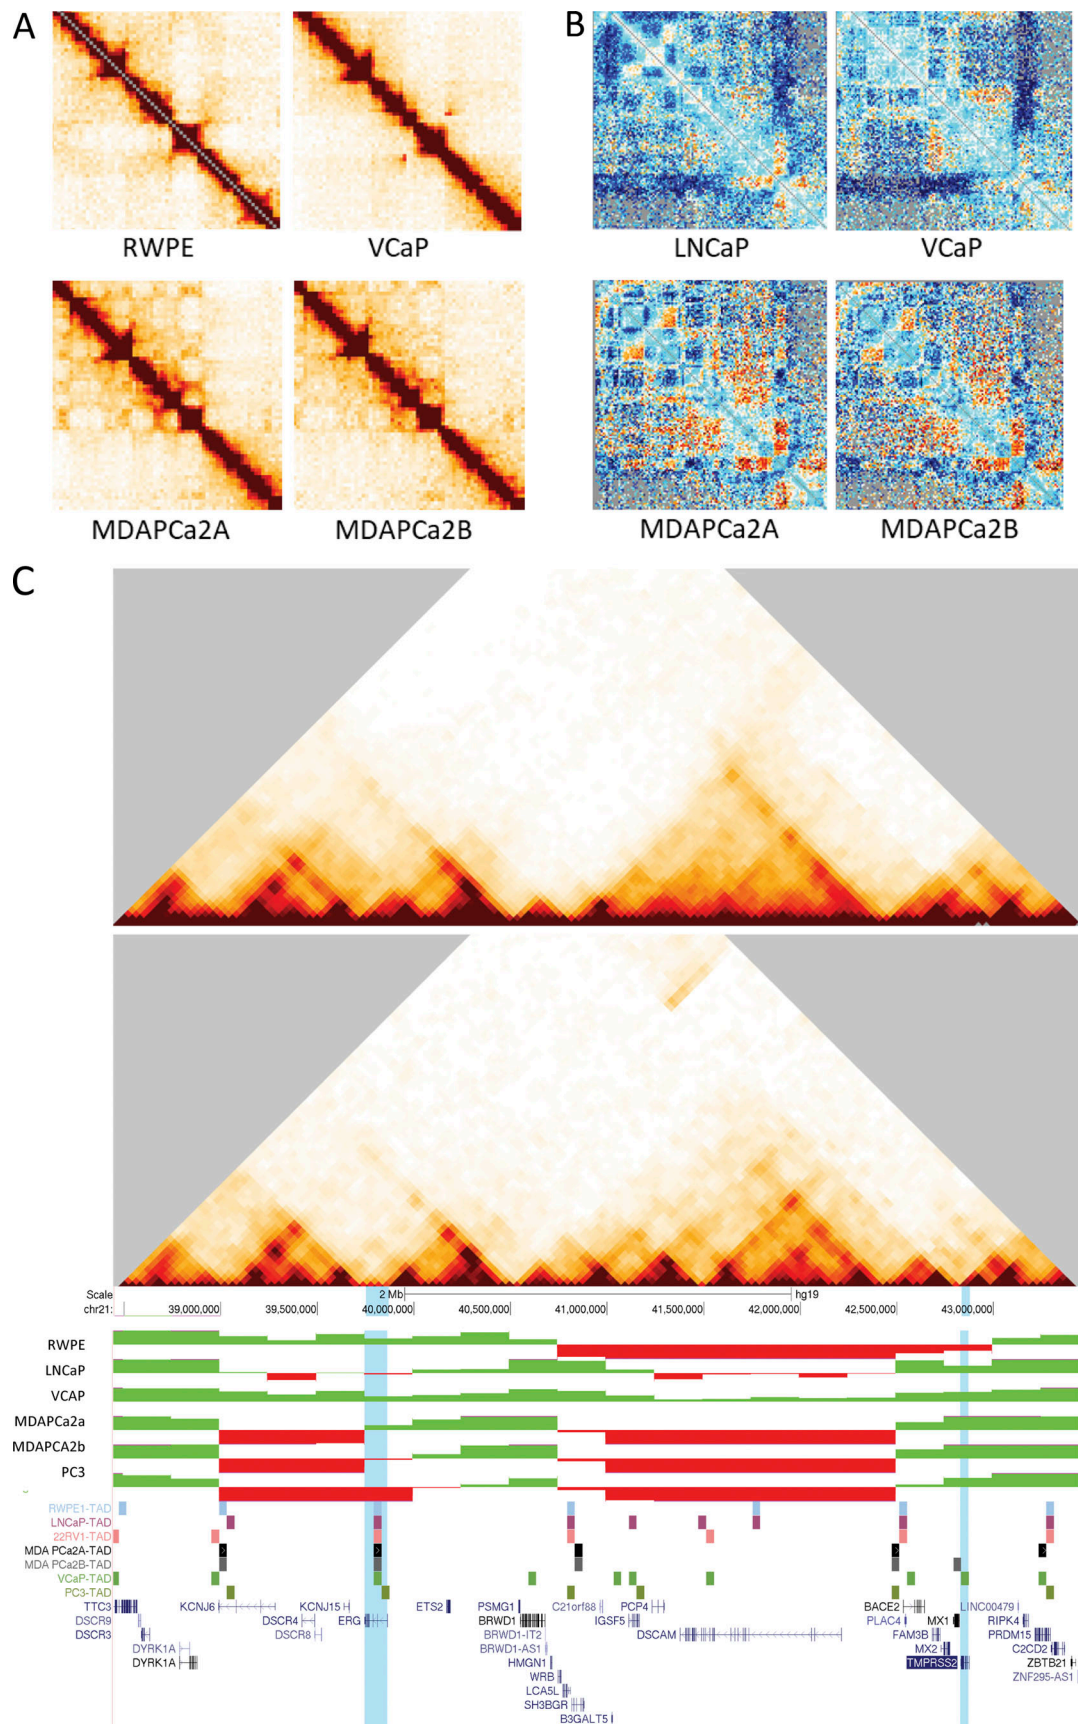 A
B
RWPE
VCaP
LNCaP
VCaP
MDAPCa2A
MDAPCa2B
MDAPCa2A
MDAPCa2B
C
Scale
2 Mb
hg19
chr21:
39,000,000
39,500,000
40,000,000
40,500,000
41,000,000
41,500,000
42,000,000
42,500,000
43,000,000
RWPE
LNCaP
VCAP
MDAPCa2a
MDAPCA2b
PC3
RWPE1-TAD
LNCaP-TAD
22RV1-TAD
MDA PCa2A-TAD
MDA PCa2B-TAD
VCaP-TAD
PC3-TAD
TTC3 KCNJ6 KCNJ15 ETS2 PSMG1 C21orf88 PCP4 BACE2 LINC00479
DSCR9 DSCR4 ERG BRWD1 IGSF5 DSCAM PLAC4 MX1 RIPK4
DSCR3 DSCR8 BRWD1-IT2 FAM3B PRDM15
DYRK1A BRWD1-AS1 MX2 C2CD2
DYRK1A HMGN1 TMPRSS2 ZBTB21
WRB ZNF295-AS1
LCA5L
SH3BGR
B3GALT5